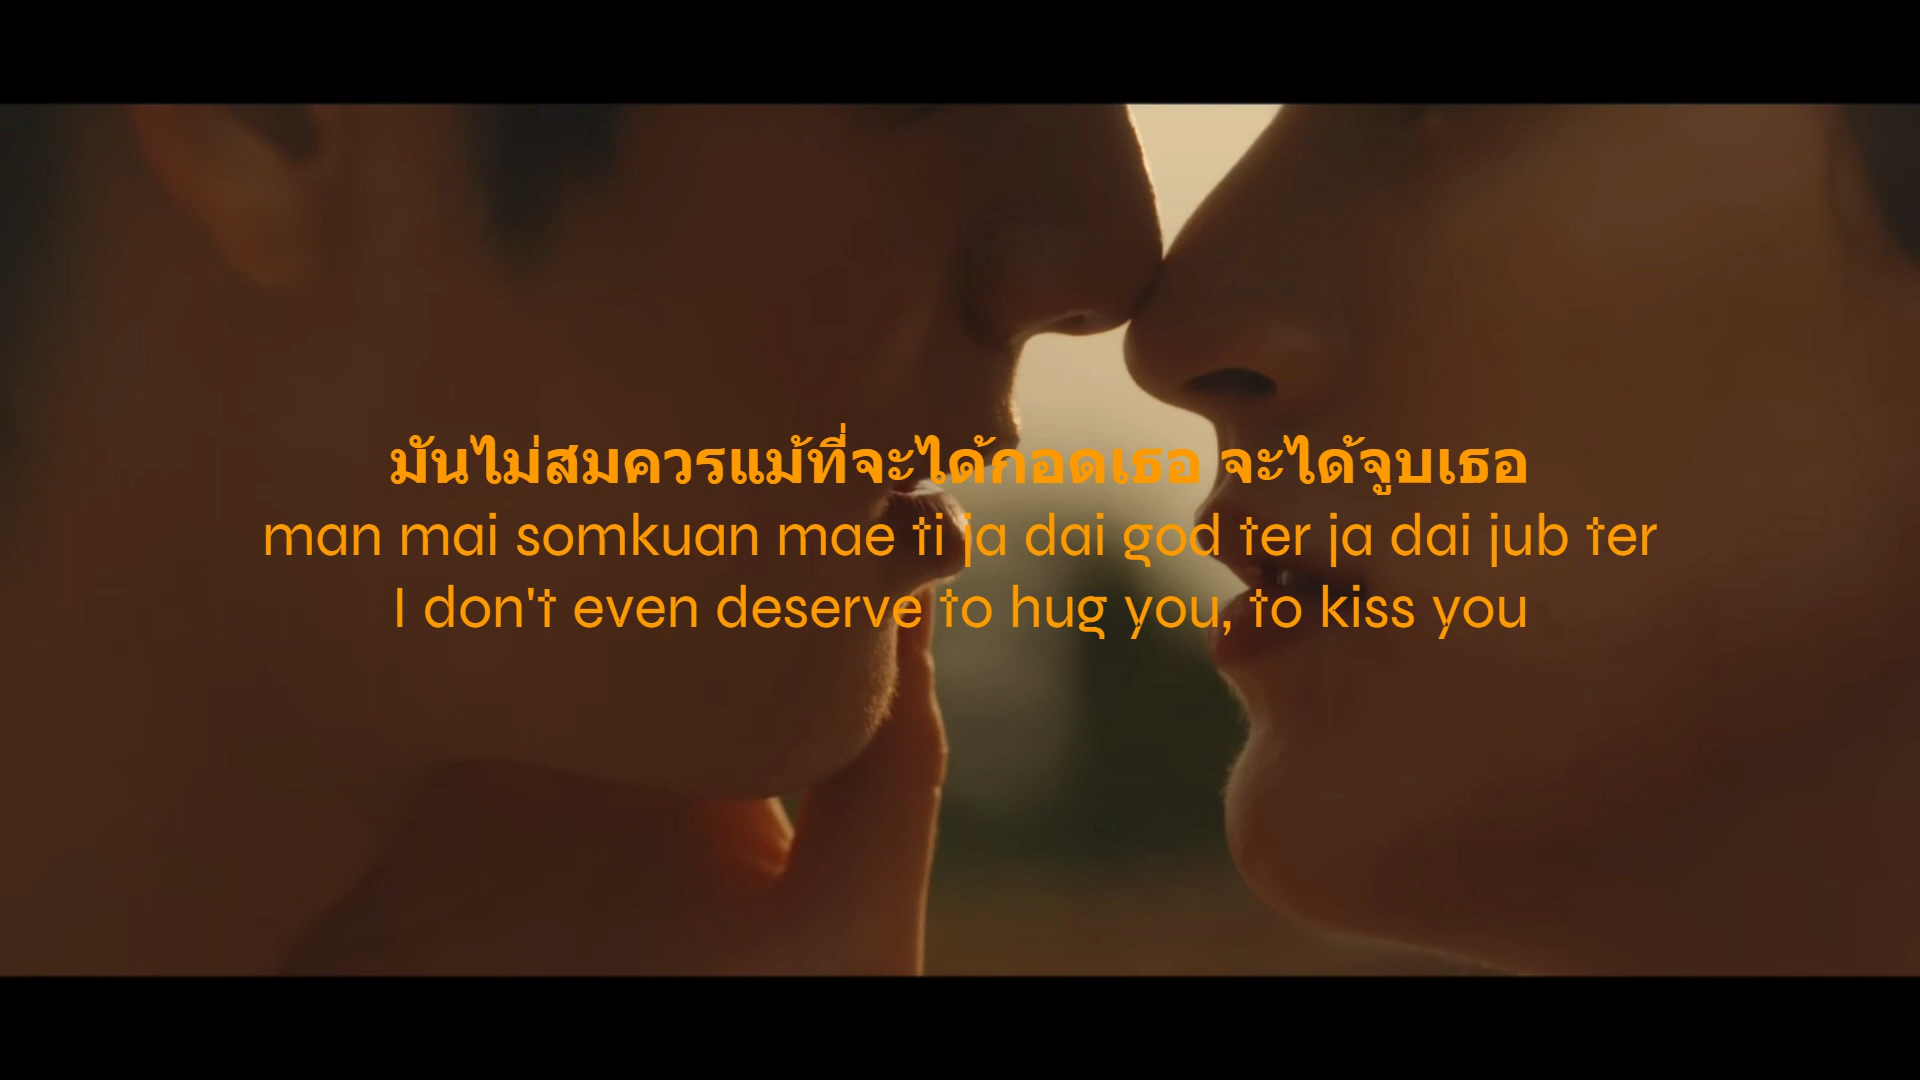 มันไม่สมควรแม้ที่จะได้กอดเธอ จะได้จูบเธอ
man mai somkuan mae ti ja dai god ter ja dai jub ter
I don't even deserve to hug you, to kiss you